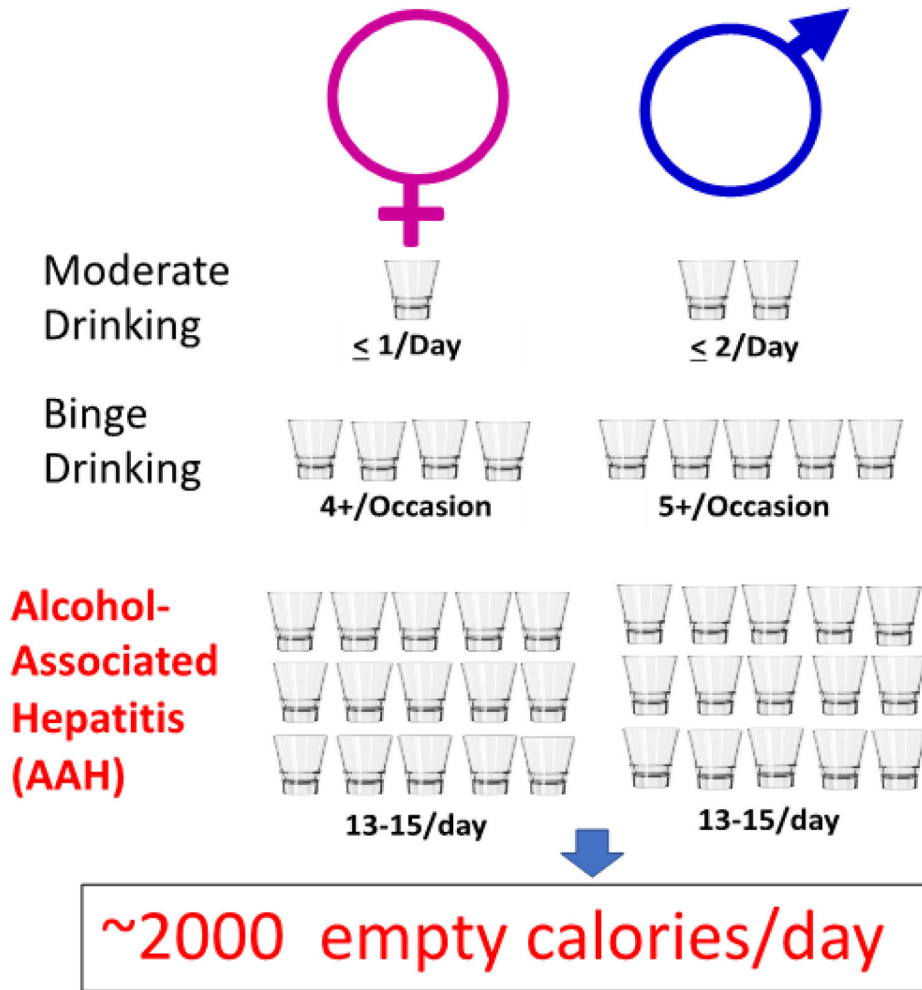 Moderate
Drinking
≤ 1/Day
≤ 2/Day
Binge
Drinking
4+/Occasion
5+/Occasion
Alcohol-
Associated
Hepatitis
(AAH)
13-15/day
13-15/day
~2000 empty calories/day